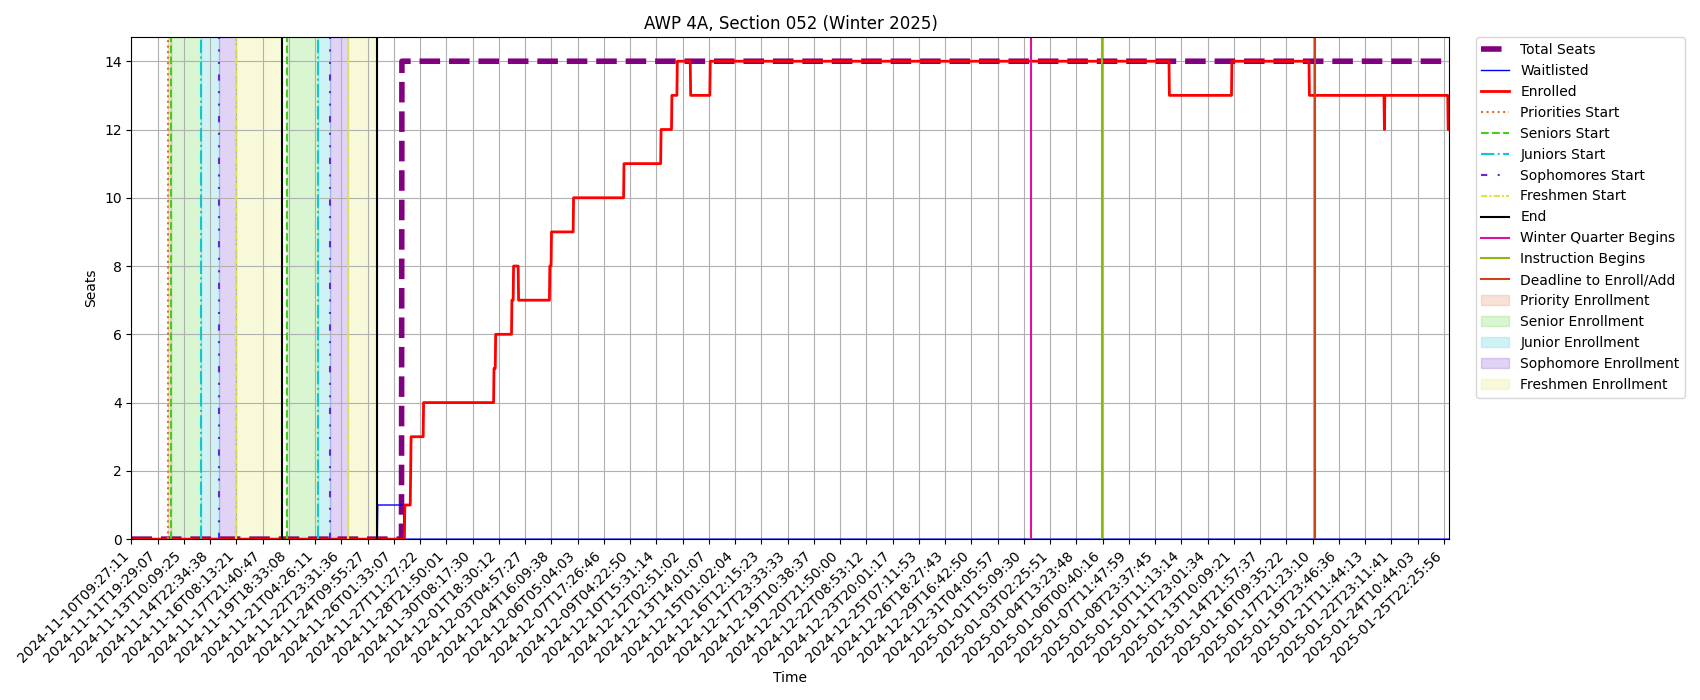 AWP 4A, Section 052 (Winter 2025)
Seats
14
12
10
8
6
4
2
0
Total Seats
Waitlisted
Enrolled
Priorities Start
Seniors Start
Juniors Start
Sophomores Start
Freshmen Start
End
Winter Quarter Begins
Instruction Begins
Deadline to Enroll/Add
Priority Enrollment
Senior Enrollment
Junior Enrollment
Sophomore Enrollment
Freshmen Enrollment
2024-11-10T09:27:11
2024-11-11T19:29:07
2024-11-13T10:09:25
2024-11-14T22:34:38
2024-11-16T08:13:21
2024-11-17T21:40:47
2024-11-19T18:33:08
2024-11-21T04:26:11
2024-11-22T23:31:36
2024-11-24T09:55:27
2024-11-26T01:33:07
2024-11-27T11:27:22
2024-11-28T21:50:01
2024-11-30T08:17:30
2024-12-01T18:30:12
2024-12-03T04:57:27
2024-12-04T16:09:38
2024-12-06T05:04:03
2024-12-07T17:26:46
2024-12-09T04:22:50
2024-12-10T15:31:14
2024-12-12T02:51:02
2024-12-13T14:01:07
2024-12-15T01:02:04
2024-12-16T12:15:23
2024-12-17T23:33:33
2024-12-19T10:38:37
2024-12-20T21:50:00
2024-12-22T08:53:12
2024-12-23T20:01:17
2024-12-25T07:11:53
2024-12-26T18:27:43
2024-12-29T16:42:50
2024-12-31T04:05:57
2025-01-01T15:09:30
2025-01-03T02:25:51
2025-01-04T13:23:48
2025-01-06T00:40:16
2025-01-07T11:47:59
2025-01-08T23:37:45
2025-01-10T11:13:14
2025-01-11T23:01:34
2025-01-13T10:09:21
2025-01-14T21:57:37
2025-01-16T09:35:22
2025-01-17T21:23:10
2025-01-19T23:46:36
2025-01-21T11:44:13
2025-01-22T23:11:41
2025-01-24T10:44:03
2025-01-25T22:25:56
Time